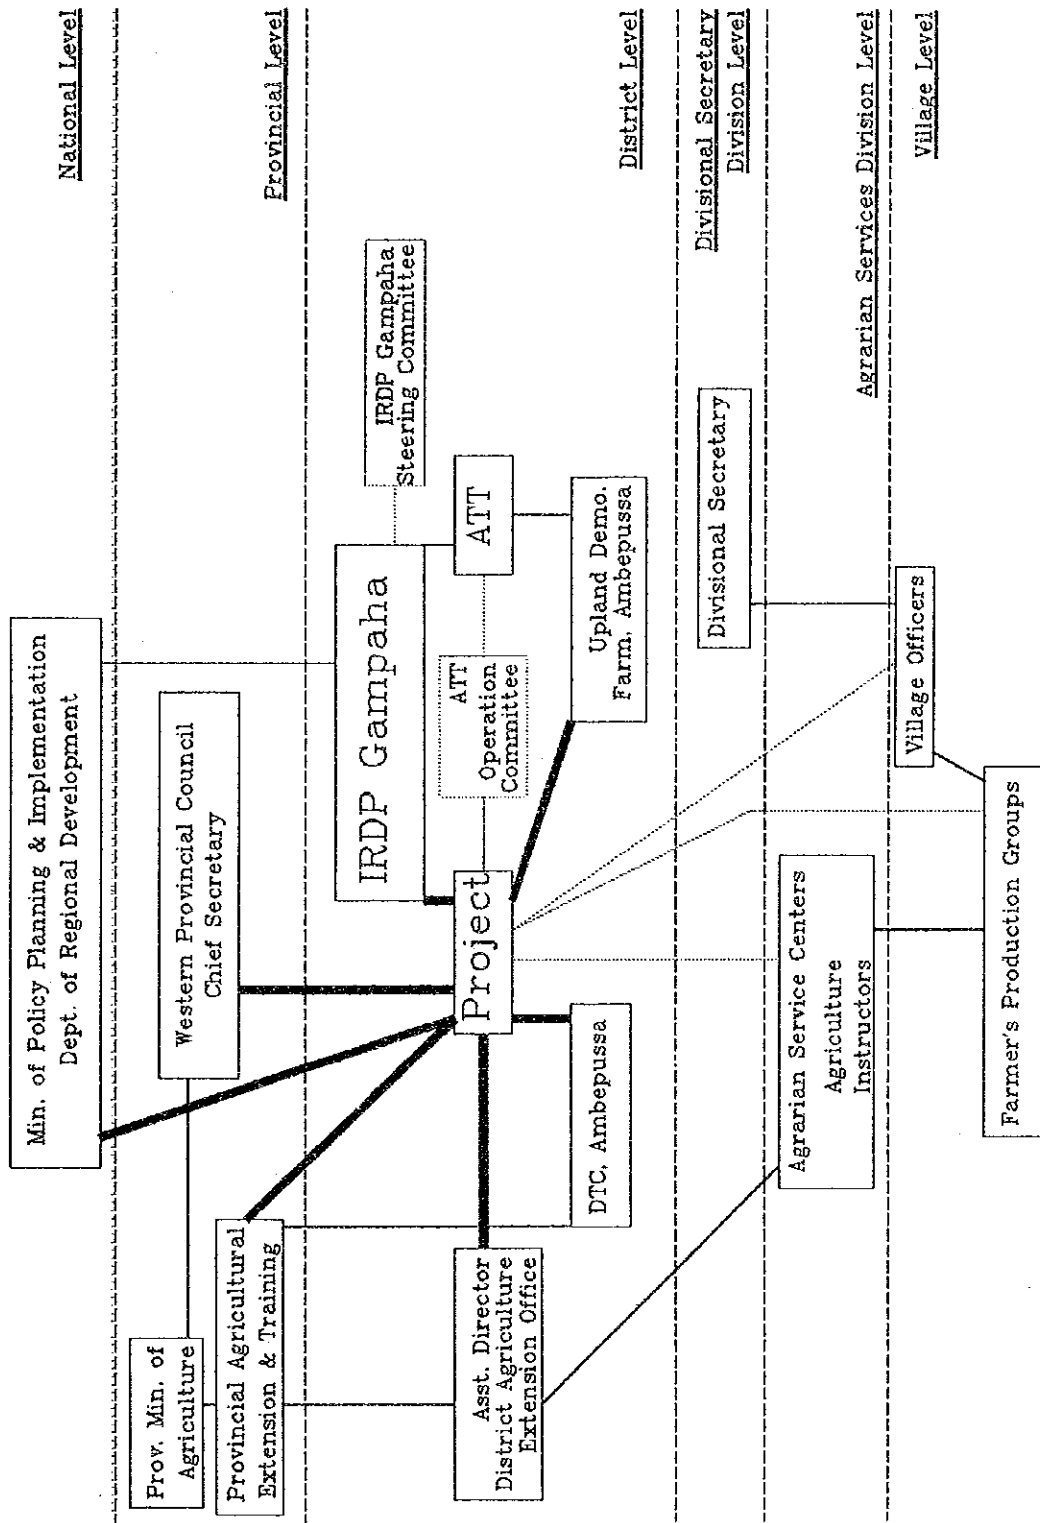 National Level
Min. of Policy Planning & Implementation
Dept. of Regional Development
Provincial Level
Prov. Min. of
Agriculture
Western Provincial Council
Chief Secretary
Provincial Agricultural
Extension & Training
District Level
IRDP Gampaha
IRDP Gampaha
Steering Committee
Asst. Director
District Agriculture
Extension Office
Project
ATT
Operation
Committee
ATT
DTC, Ambepussa
Upland Demo.
Farm, Ambepussa
Divisional Secretary
Division Level
Divisional Secretary
Agrarian Services Division Level
Agrarian Service Centers
Agriculture
Instructors
Village Level
Village Officers
Farmer's Production Groups